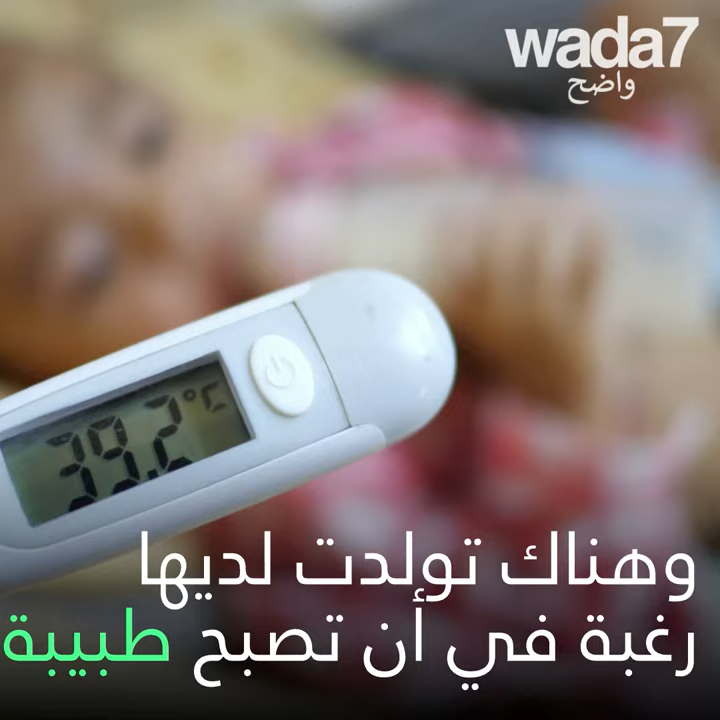 wada7
واضح
39.2°C
وهناك تولدت لديها
رغبة في أن تصبح طبيبة